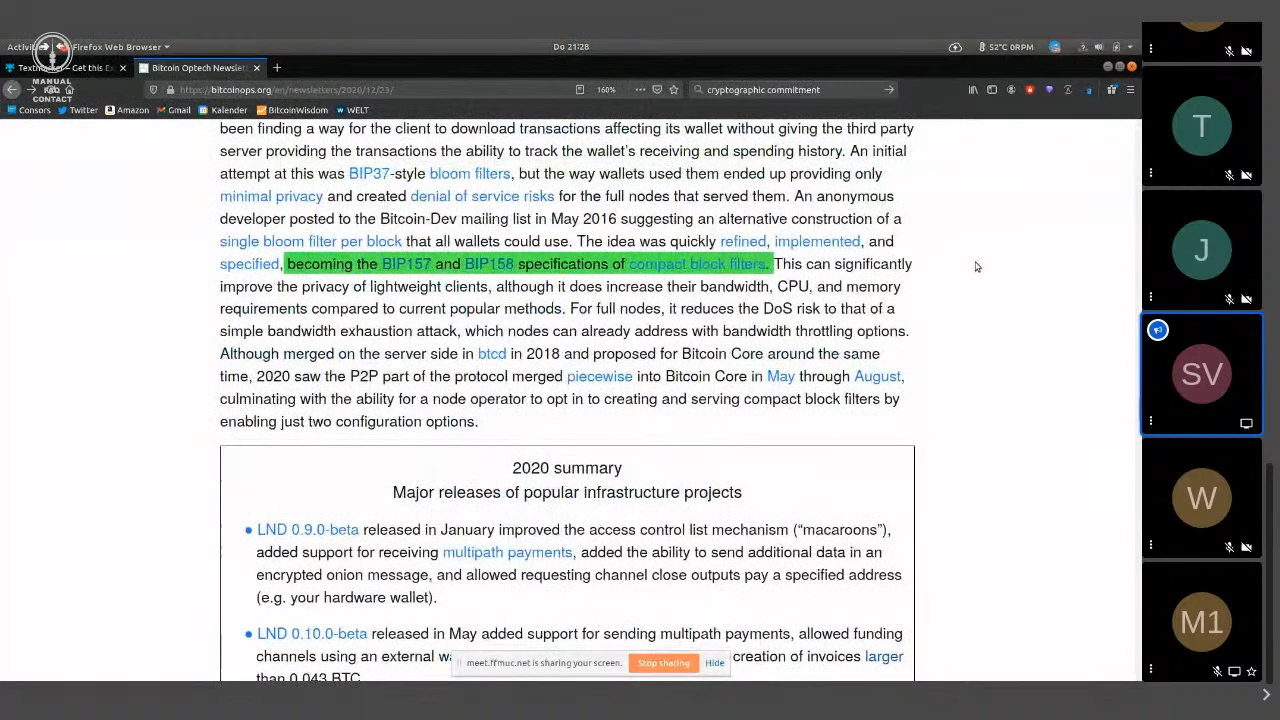 Activities
Firefox Web Browser
Do 21:28
52°C 0RPM
MANUAL
FAQ
CONTACT
Bitcoin Optech Newslet
https://bitcoinops.org/en/newsletters/2020/12/23/
160%
cryptographic commitment
Consors
Twitter
Amazon
Gmail
Kalender
BitcoinWisdom
WELT
been finding a way for the client to download transactions affecting its wallet without giving the third party
server providing the transactions the ability to track the wallet’s receiving and spending history. An initial
attempt at this was BIP37-style bloom filters, but the way wallets used them ended up providing only
minimal privacy and created denial of service risks for the full nodes that served them. An anonymous
developer posted to the Bitcoin-Dev mailing list in May 2016 suggesting an alternative construction of a
single bloom filter per block that all wallets could use. The idea was quickly refined, implemented, and
specified, becoming the BIP157 and BIP158 specifications of compact block filters. This can significantly
improve the privacy of lightweight clients, although it does increase their bandwidth, CPU, and memory
requirements compared to current popular methods. For full nodes, it reduces the DoS risk to that of a
simple bandwidth exhaustion attack, which nodes can already address with bandwidth throttling options.
Although merged on the server side in btcd in 2018 and proposed for Bitcoin Core around the same
time, 2020 saw the P2P part of the protocol merged piecewise into Bitcoin Core in May through August,
culminating with the ability for a node operator to opt in to creating and serving compact block filters by
enabling just two configuration options.
2020 summary
Major releases of popular infrastructure projects
LND 0.9.0-beta released in January improved the access control list mechanism (“macaroons”),
added support for receiving multipath payments, added the ability to send additional data in an
encrypted onion message, and allowed requesting channel close outputs pay a specified address
(e.g. your hardware wallet).
LND 0.10.0-beta released in May added support for sending multipath payments, allowed funding
channels using an external creation of invoices larger
than 0.043 BTC
meet.ffmuc.net is sharing your screen.
Stop sharing
Hide
T
J
SV
W
M1